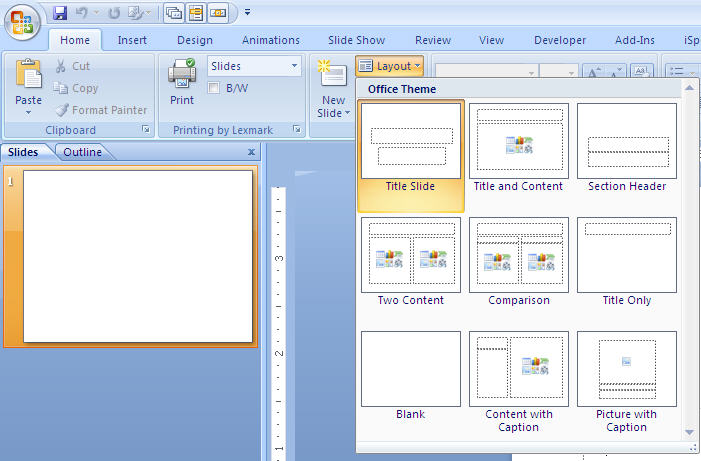 Home Insert Design Animations Slide Show Review View Developer Add-Ins iSp
Paste
Cut
Copy
Format Painter
Clipboard
Print
Slides
B/W
Printing by Lexmark
New
Slide
Layout
Office Theme
Title Slide Title and Content Section Header
Two Content Comparison Title Only
Blank Content with Caption Picture with Caption
Slides Outline x
1
3
2
1